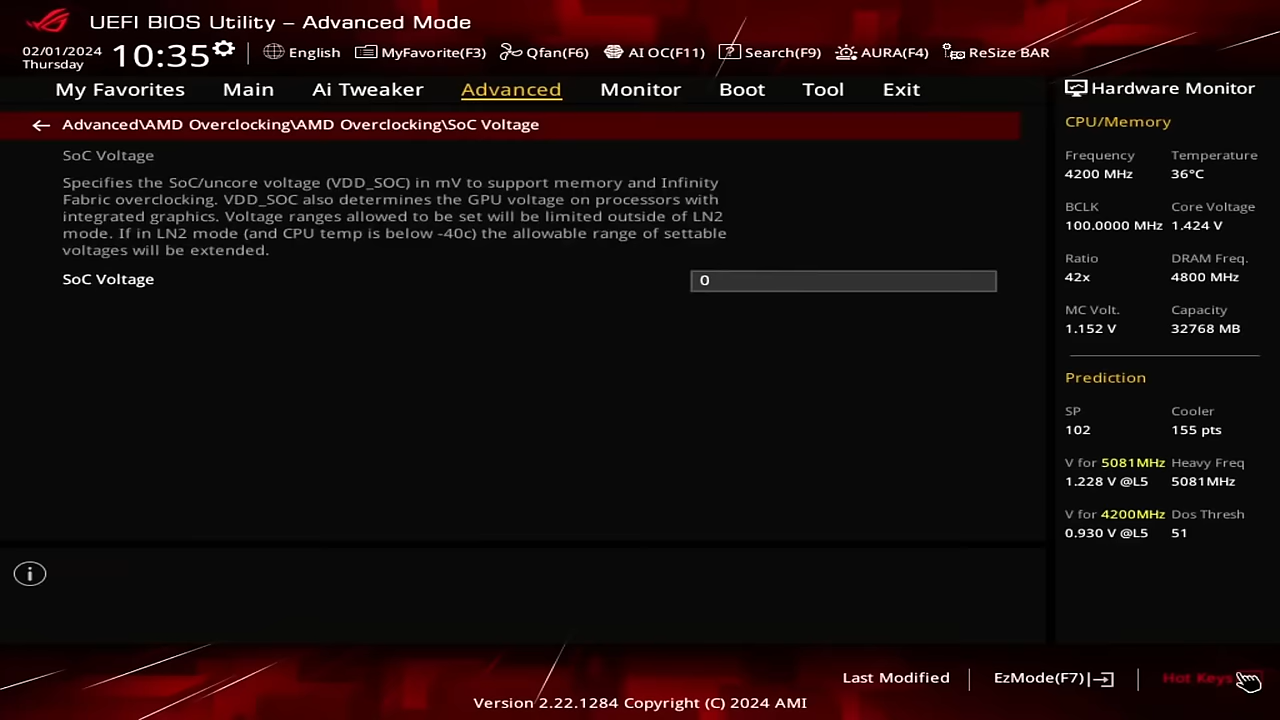 UEFI BIOS Utility – Advanced Mode
02/01/2024
Thursday
10:35
English
MyFavorite(F3)
Qfan(F6)
AI OC(F11)
Search(F9)
AURA(F4)
ReSize BAR
My Favorites
Main
Ai Tweaker
Advanced
Monitor
Boot
Tool
Exit
Advanced\AMD Overclocking\AMD Overclocking\SoC Voltage
SoC Voltage
Specifies the SoC/uncore voltage (VDD_SOC) in mV to support memory and Infinity
Fabric overclocking. VDD_SOC also determines the GPU voltage on processors with
integrated graphics. Voltage ranges allowed to be set will be limited outside of LN2
mode. If in LN2 mode (and CPU temp is below -40c) the allowable range of settable
voltages will be extended.
SoC Voltage
0
Hardware Monitor
CPU/Memory
Frequency Temperature
4200 MHz 36°C
BCLK Core Voltage
100.0000 MHz 1.424 V
Ratio DRAM Freq.
42x 4800 MHz
MC Volt. Capacity
1.152 V 32768 MB
Prediction
SP Cooler
102 155 pts
V for 5081MHz Heavy Freq
1.228 V @L5 5081MHz
V for 4200MHz Dos Thresh
0.930 V @L5 51
Last Modified
EzMode(F7)
Hot Keys
Version 2.22.1284 Copyright (C) 2024 AMI